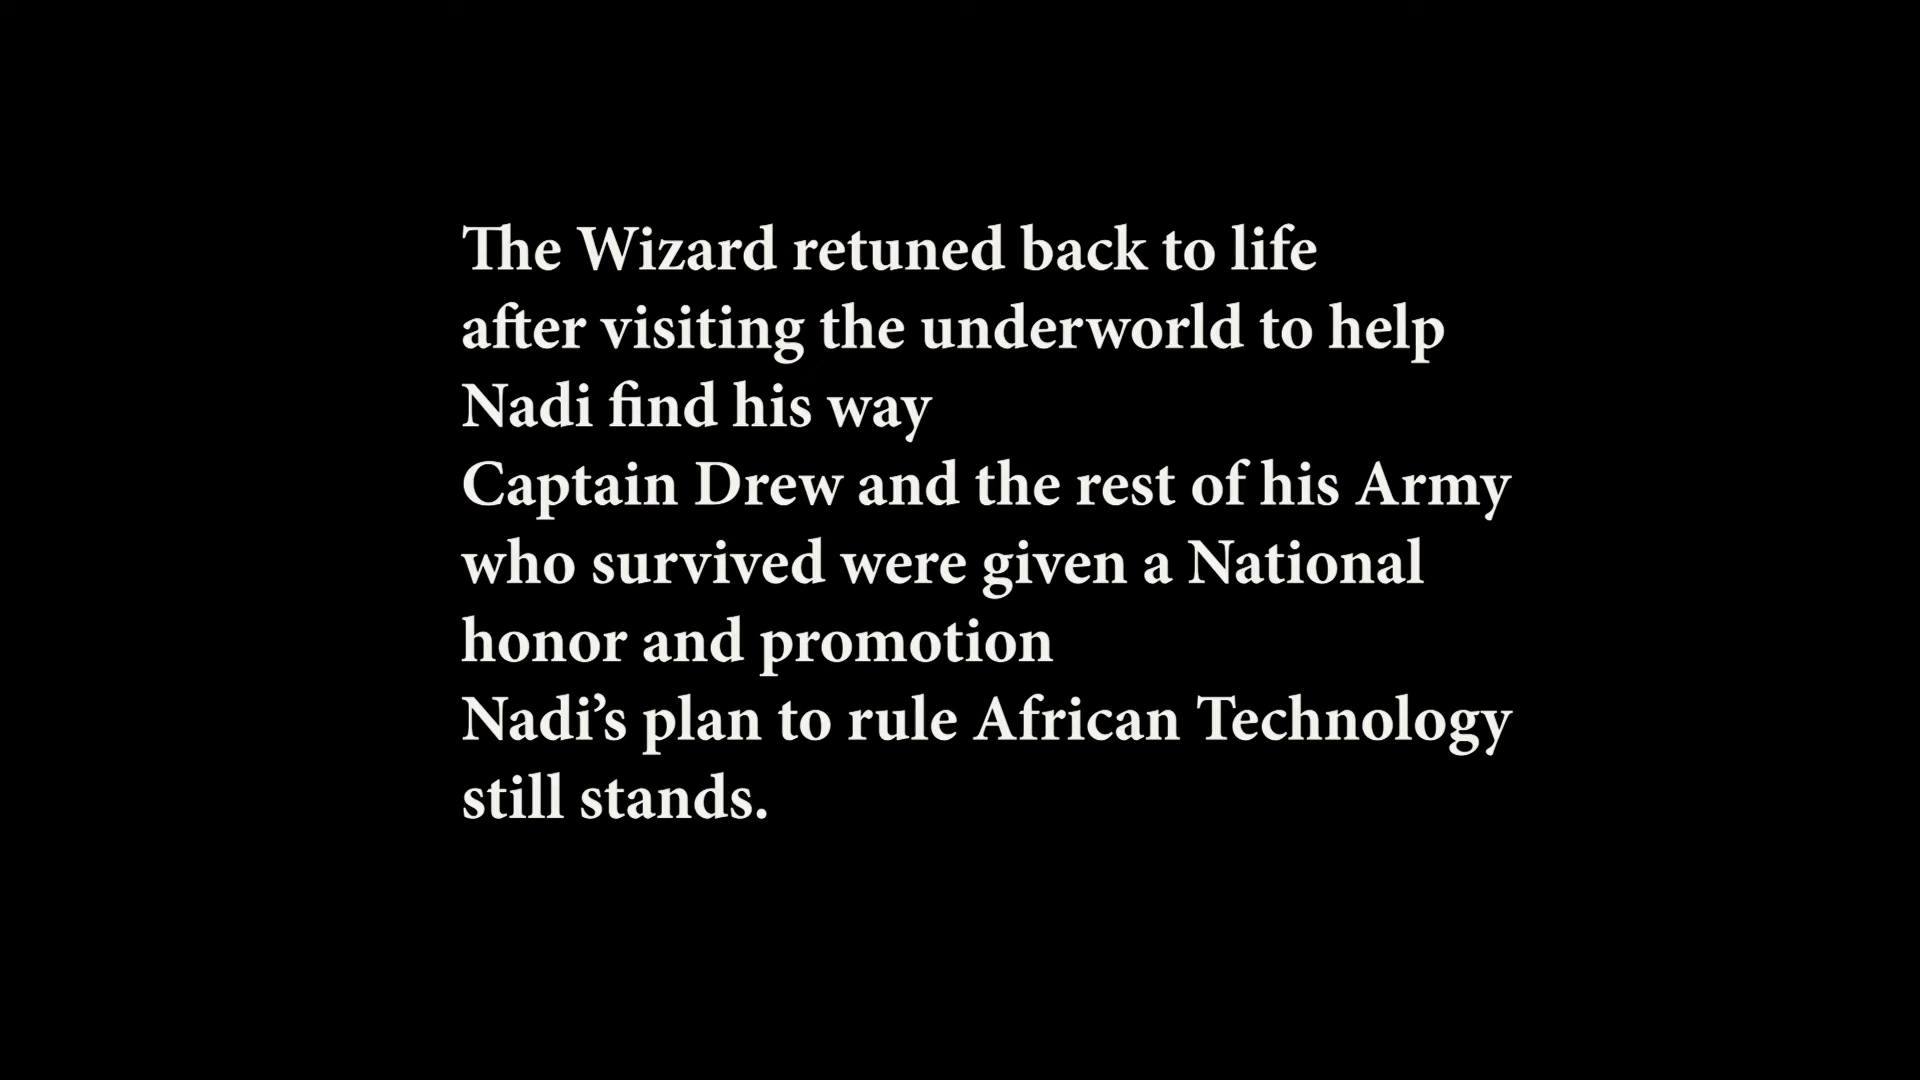 The Wizard retuned back to life
after visiting the underworld to help
Nadi find his way
Captain Drew and the rest of his Army
who survived were given a National
honor and promotion
Nadi’s plan to rule African Technology
still stands.